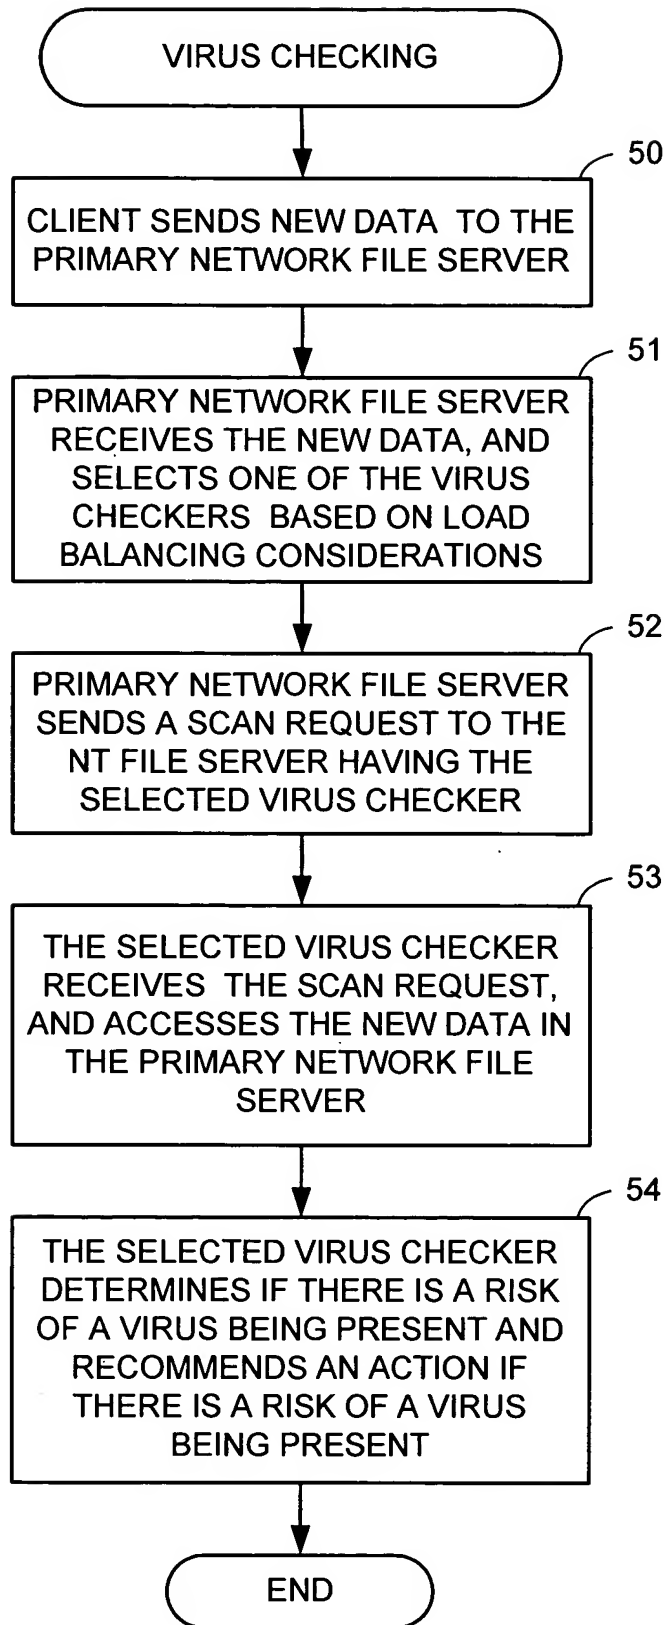 VIRUS CHECKING
50
CLIENT SENDS NEW DATA TO THE
PRIMARY NETWORK FILE SERVER
51
PRIMARY NETWORK FILE SERVER
RECEIVES THE NEW DATA, AND
SELECTS ONE OF THE VIRUS
CHECKERS BASED ON LOAD
BALANCING CONSIDERATIONS
52
PRIMARY NETWORK FILE SERVER
SENDS A SCAN REQUEST TO THE
NT FILE SERVER HAVING THE
SELECTED VIRUS CHECKER
53
THE SELECTED VIRUS CHECKER
RECEIVES THE SCAN REQUEST,
AND ACCESSES THE NEW DATA IN
THE PRIMARY NETWORK FILE
SERVER
54
THE SELECTED VIRUS CHECKER
DETERMINES IF THERE IS A RISK
OF A VIRUS BEING PRESENT AND
RECOMMENDS AN ACTION IF
THERE IS A RISK OF A VIRUS
BEING PRESENT
END